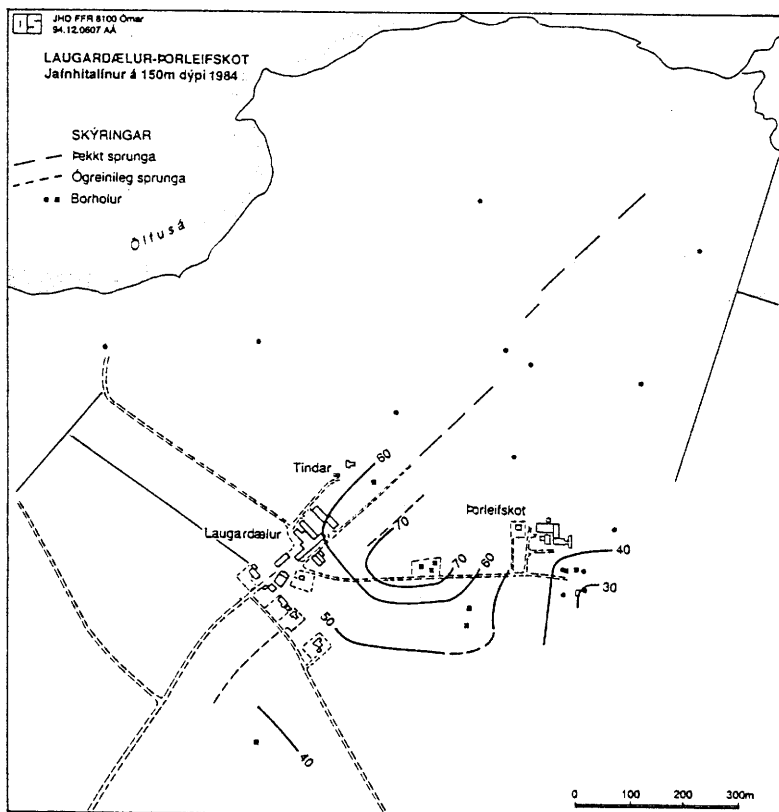 JHD FFR 8100 Ómar
94.12.0607 AÁ
LAUGARDÆLUR-ÞORLEIFSKOT
Jafnhitalínur á 150m dýpi 1984
SKÝRINGAR
Þekkt sprunga
Ógreinileg sprunga
Borholur
Ölfusá
Tindar
60
Laugardælur
Þorleifskot
70
70
60
40
30
50
40
0 100 200 300m